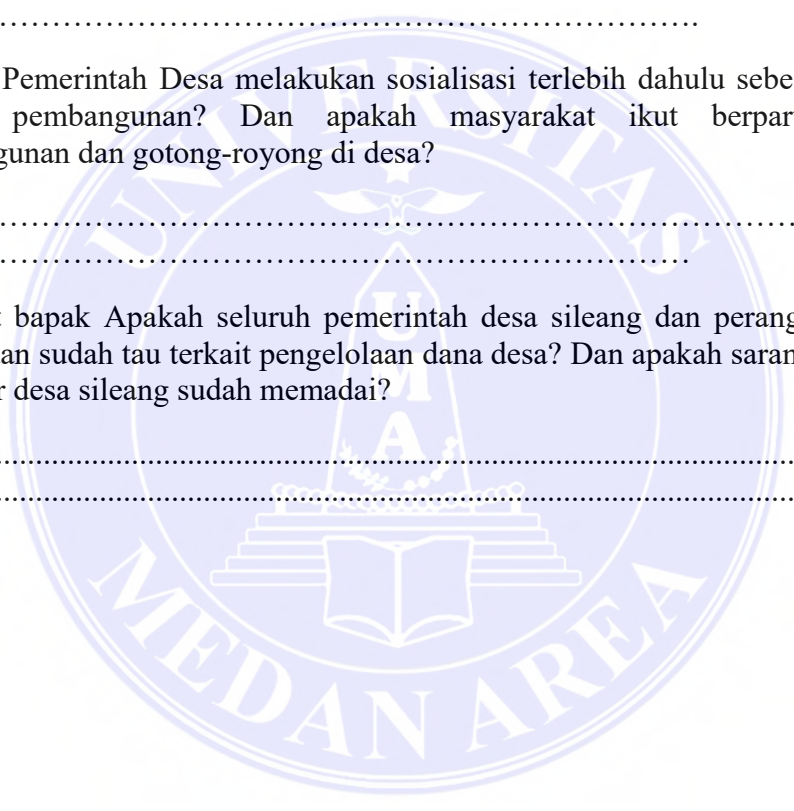 ………………………………………………………………….
Pemerintah Desa melakukan sosialisasi terlebih dahulu sebe
pembangunan? Dan apakah masyarakat ikut berpar
gunan dan gotong-royong di desa?
……………………………………………………………………………
…………………………………………………………………
t bapak Apakah seluruh pemerintah desa sileang dan perang
an sudah tau terkait pengelolaan dana desa? Dan apakah saran
r desa sileang sudah memadai?
....................................................................................................
....................................................................................................
UNIVERSITAS
UMA
MEDAN AREA